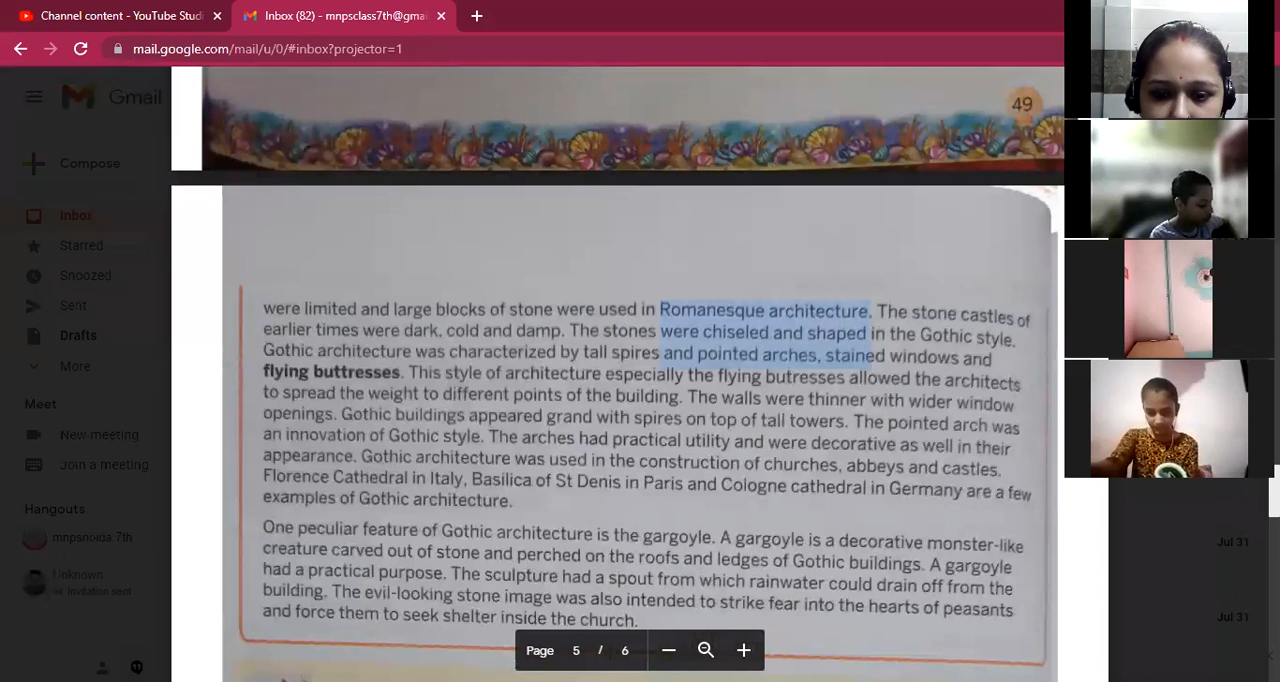 Channel content - YouTube Studi
Inbox (82) - mnpsclass7th@gmai
mail.google.com/mail/u/0/#inbox?projector=1
Gmail
Compose
Inbox
Starred
Snoozed
Sent
Drafts
More
Meet
New meeting
Join a meeting
Hangouts
mnpsnoida 7th
Unknown
Invitation sent
49
were limited and large blocks of stone were used in Romanesque architecture. The stone castles of
earlier times were dark, cold and damp. The stones were chiseled and shaped in the Gothic style.
Gothic architecture was characterized by tall spires and pointed arches, stained windows and
flying buttresses. This style of architecture especially the flying butresses allowed the architects
to spread the weight to different points of the building. The walls were thinner with wider window
openings. Gothic buildings appeared grand with spires on top of tall towers. The pointed arch was
an innovation of Gothic style. The arches had practical utility and were decorative as well in their
appearance. Gothic architecture was used in the construction of churches, abbeys and castles.
Florence Cathedral in Italy, Basilica of St Denis in Paris and Cologne cathedral in Germany are a few
examples of Gothic architecture.
One peculiar feature of Gothic architecture is the gargoyle. A gargoyle is a decorative monster-like
creature carved out of stone and perched on the roofs and ledges of Gothic buildings. A gargoyle
had a practical purpose. The sculpture had a spout from which rainwater could drain off from the
building. The evil-looking stone image was also intended to strike fear into the hearts of peasants
and force them to seek shelter inside the church.
Page 5 / 6
Jul 31
Jul 31